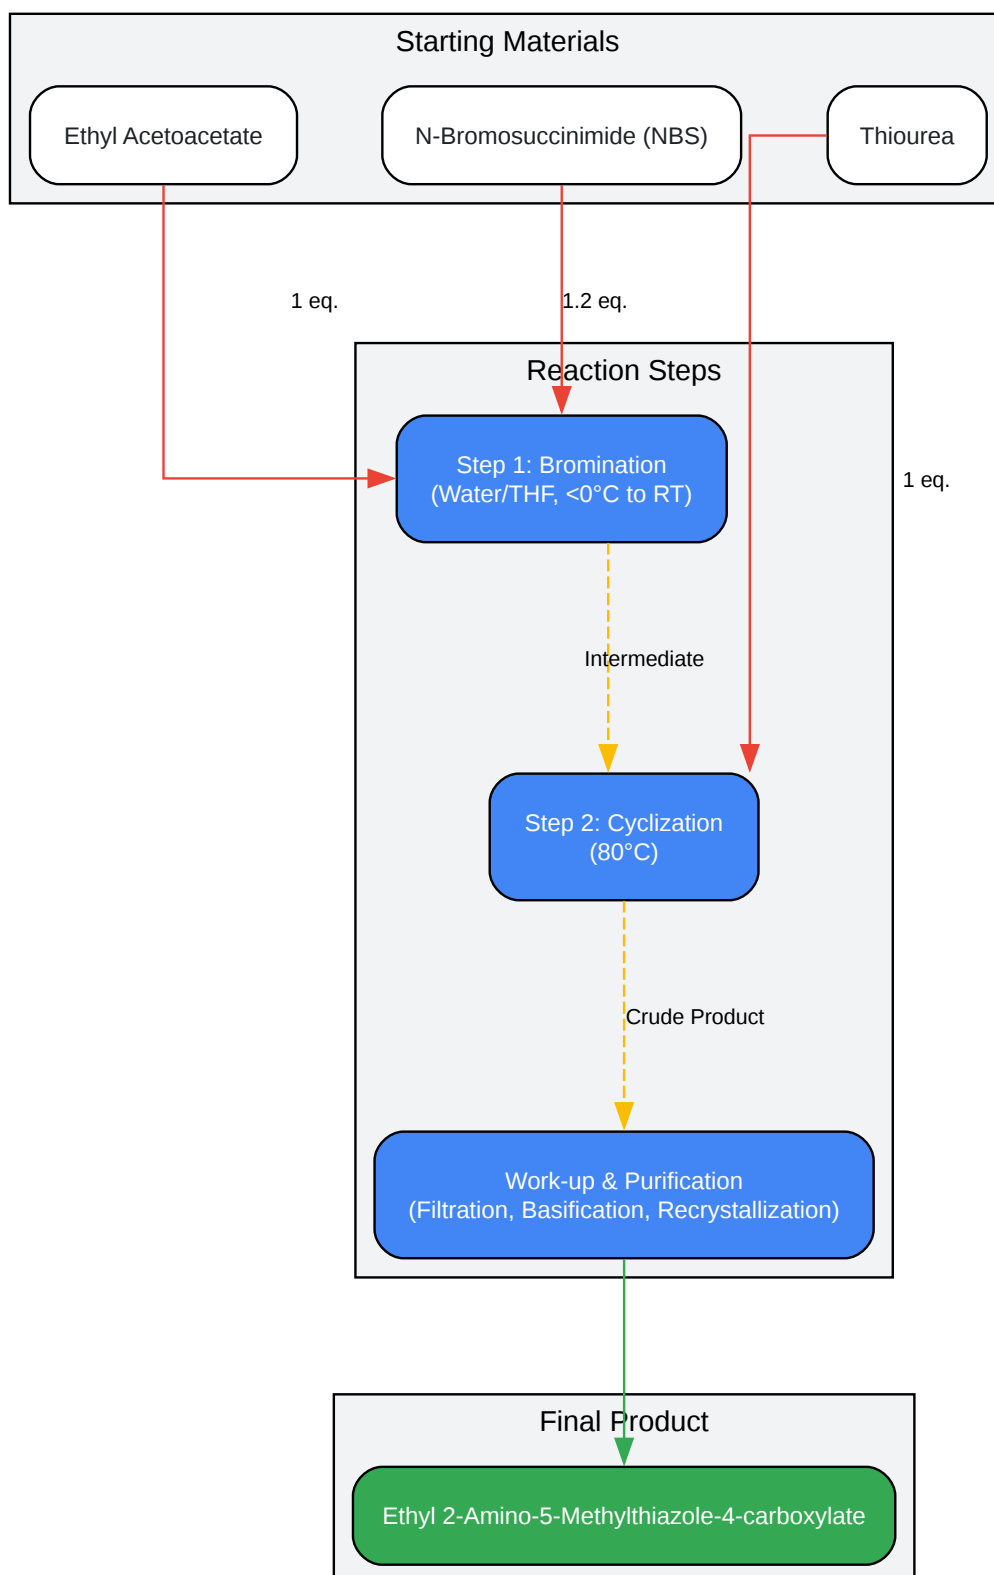 Starting Materials
Ethyl Acetoacetate
N-Bromosuccinimide (NBS)
Thiourea
1 eq.
1.2 eq.
Reaction Steps
Step 1: Bromination
(Water/THF, <0°C to RT)
1 eq.
Intermediate
Step 2: Cyclization
(80°C)
Crude Product
Work-up & Purification
(Filtration, Basification, Recrystallization)
Final Product
Ethyl 2-Amino-5-Methylthiazole-4-carboxylate